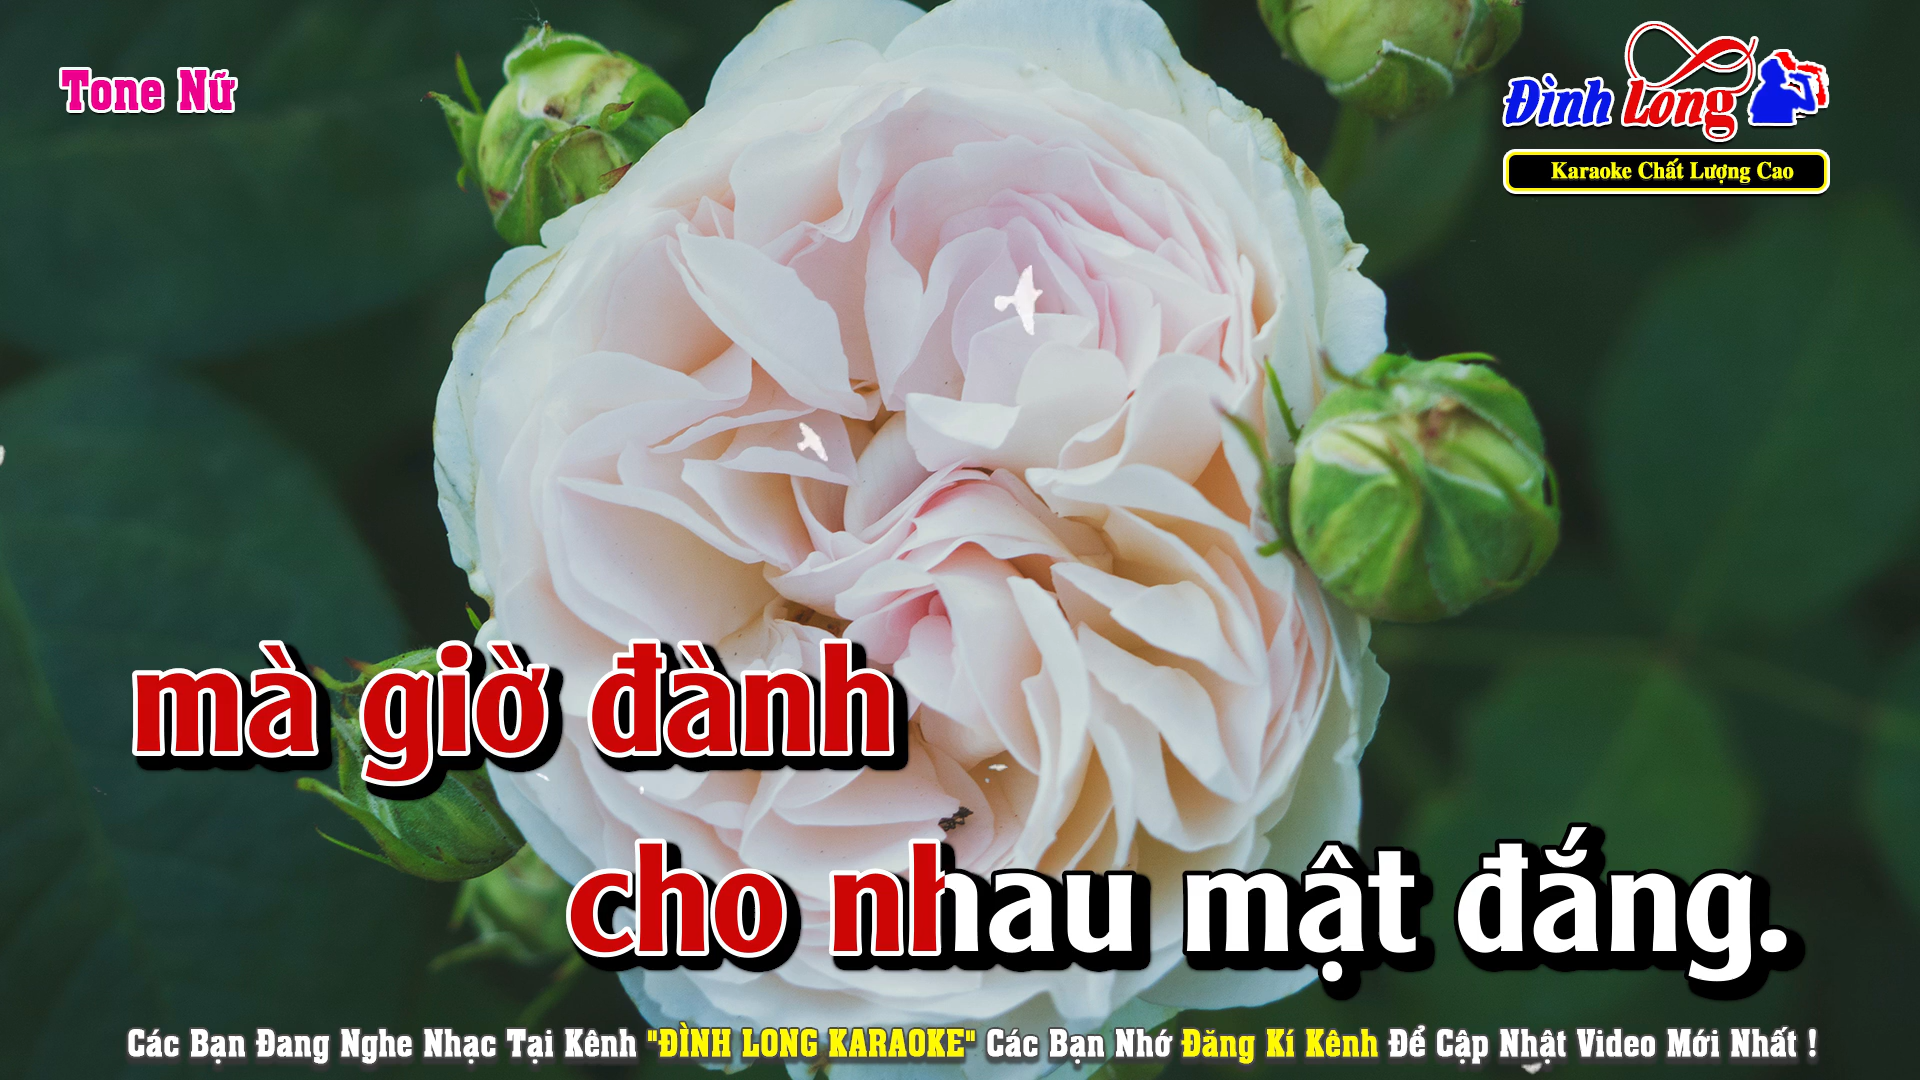 Tone Nữ
Đình Long
Karaoke Chất Lượng Cao
mà giờ đành
cho nhau mật đắng.
Các Bạn Đang Nghe Nhạc Tại Kênh "ĐÌNH LONG KARAOKE" Các Bạn Nhớ Đăng Kí Kênh Để Cập Nhật Video Mới Nhất !